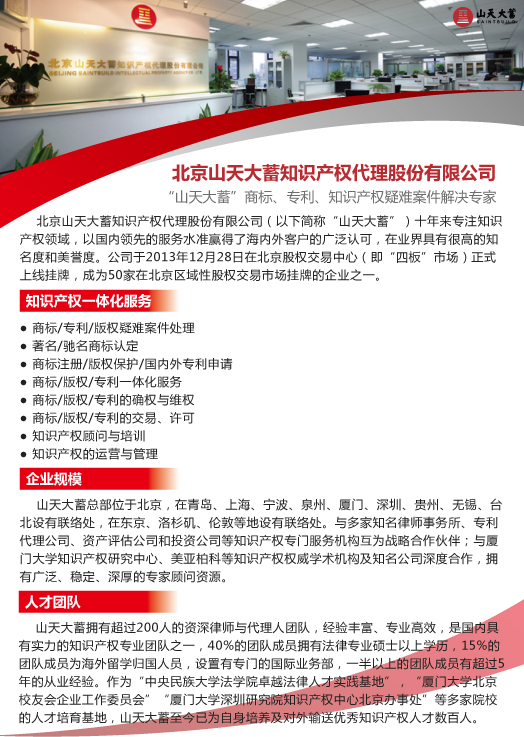 山天大蓄
SAINTBUILD
北京山天大蓄知识产权代理股份有限公司
BEIJING SAINTBUILD INTELLECTUAL PROPERTY AGENT CO., LTD.
北京山天大蓄知识产权代理股份有限公司
“山天大蓄”商标、专利、知识产权疑难案件解决专家
北京山天大蓄知识产权代理股份有限公司（以下简称“山天大蓄”）十年来专注知识
产权领域，以国内领先的服务水准赢得了海内外客户的广泛认可，在业界具有很高的知
名度和美誉度。公司于2013年12月28日在北京股权交易中心（即“四板”市场）正式
上线挂牌，成为50家在北京区域性股权交易市场挂牌的企业之一。
知识产权一体化服务
● 商标/专利/版权疑难案件处理
● 著名/驰名商标认定
● 商标注册/版权保护/国内外专利申请
● 商标/版权/专利一体化服务
● 商标/版权/专利的确权与维权
● 商标/版权/专利的交易、许可
● 知识产权顾问与培训
● 知识产权的运营与管理
企业规模
山天大蓄总部位于北京，在青岛、上海、宁波、泉州、厦门、深圳、贵州、无锡、台
北设有联络处，在东京、洛杉矶、伦敦等地设有联络处。与多家知名律师事务所、专利
代理公司、资产评估公司和投资公司等知识产权专门服务机构互为战略合作伙伴；与厦
门大学知识产权研究中心、美亚柏科等知识产权权威学术机构及知名公司深度合作，拥
有广泛、稳定、深厚的专家顾问资源。
人才团队
山天大蓄拥有超过200人的资深律师与代理人团队，经验丰富、专业高效，是国内具
有实力的知识产权专业团队之一，40%的团队成员拥有法律专业硕士以上学历，15%的
团队成员为海外留学归国人员，设置有专门的国际业务部，一半以上的团队成员有超过5
年的从业经验。作为“中央民族大学法学院卓越法律人才实践基地”，“厦门大学北京
校友会企业工作委员会”“厦门大学深圳研究院知识产权中心北京办事处”等多家院校
的人才培育基地，山天大蓄至今已为自身培养及对外输送优秀知识产权人才数百人。